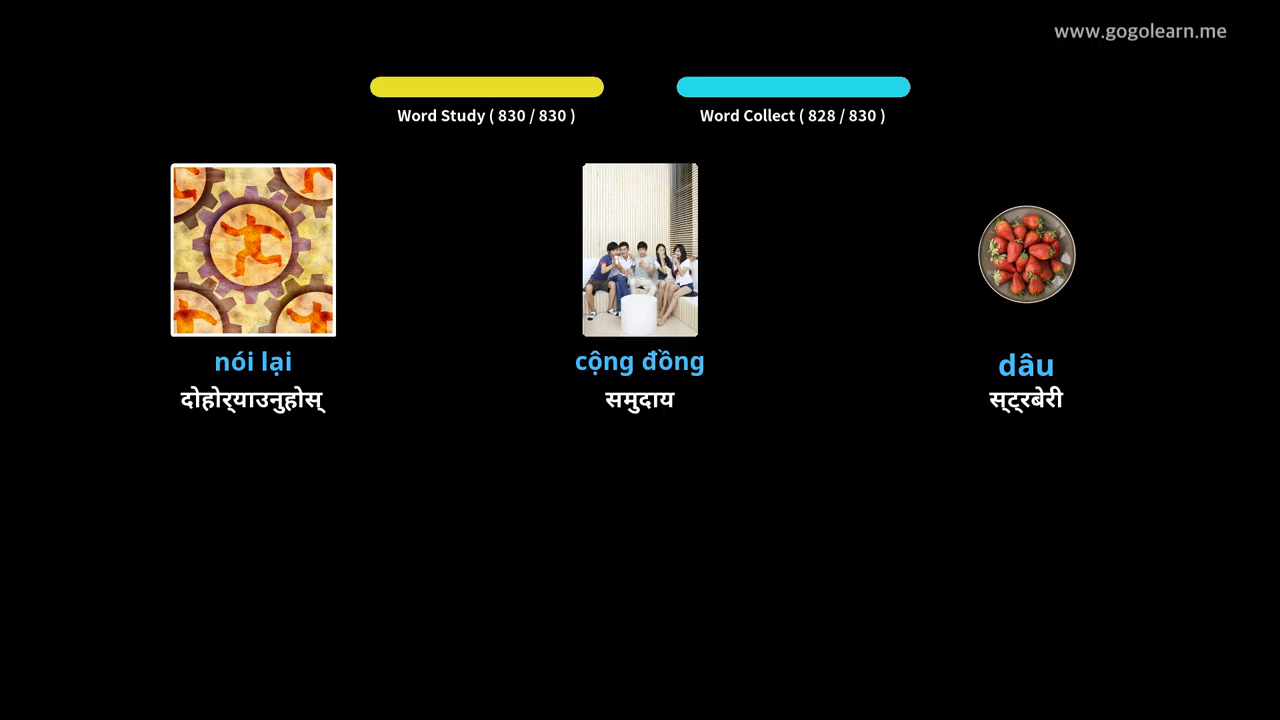 www.gogolearn.me
Word Study ( 830 / 830 )
Word Collect ( 828 / 830 )
nói lại
cộng đồng
dâu
दोहोर्‍याउनुहोस्
समुदाय
स्ट्रबेरी